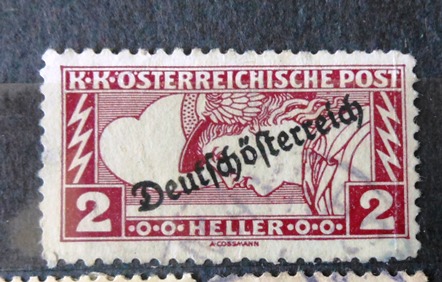 K·K·ÖSTERREICHISCHE POST
Deutschösterreich
2 ·O·O·HELLER·O·O· 2
A·COSSMANN